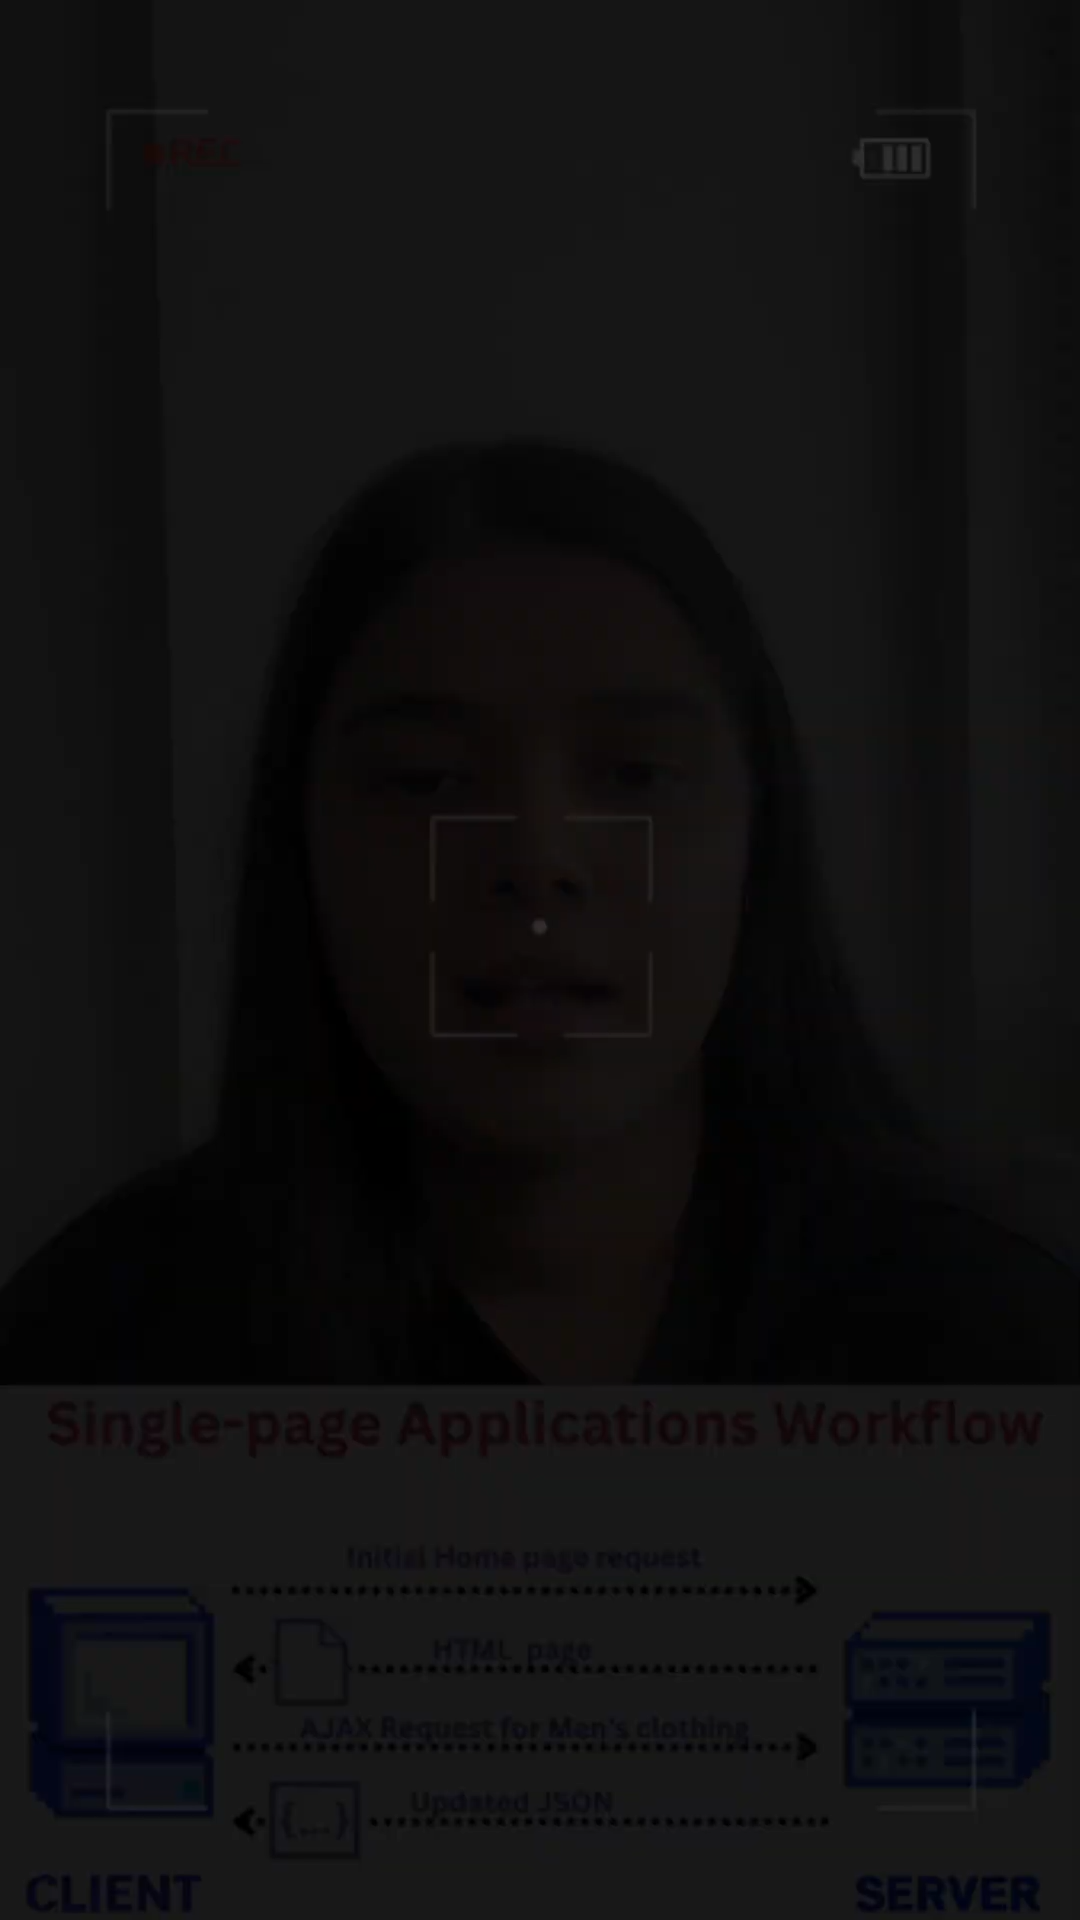 REC
Single-page Applications Workflow
Initial Home page request
HTML page
AJAX Request for Men's clothing
{...}
Updated JSON
CLIENT
SERVER